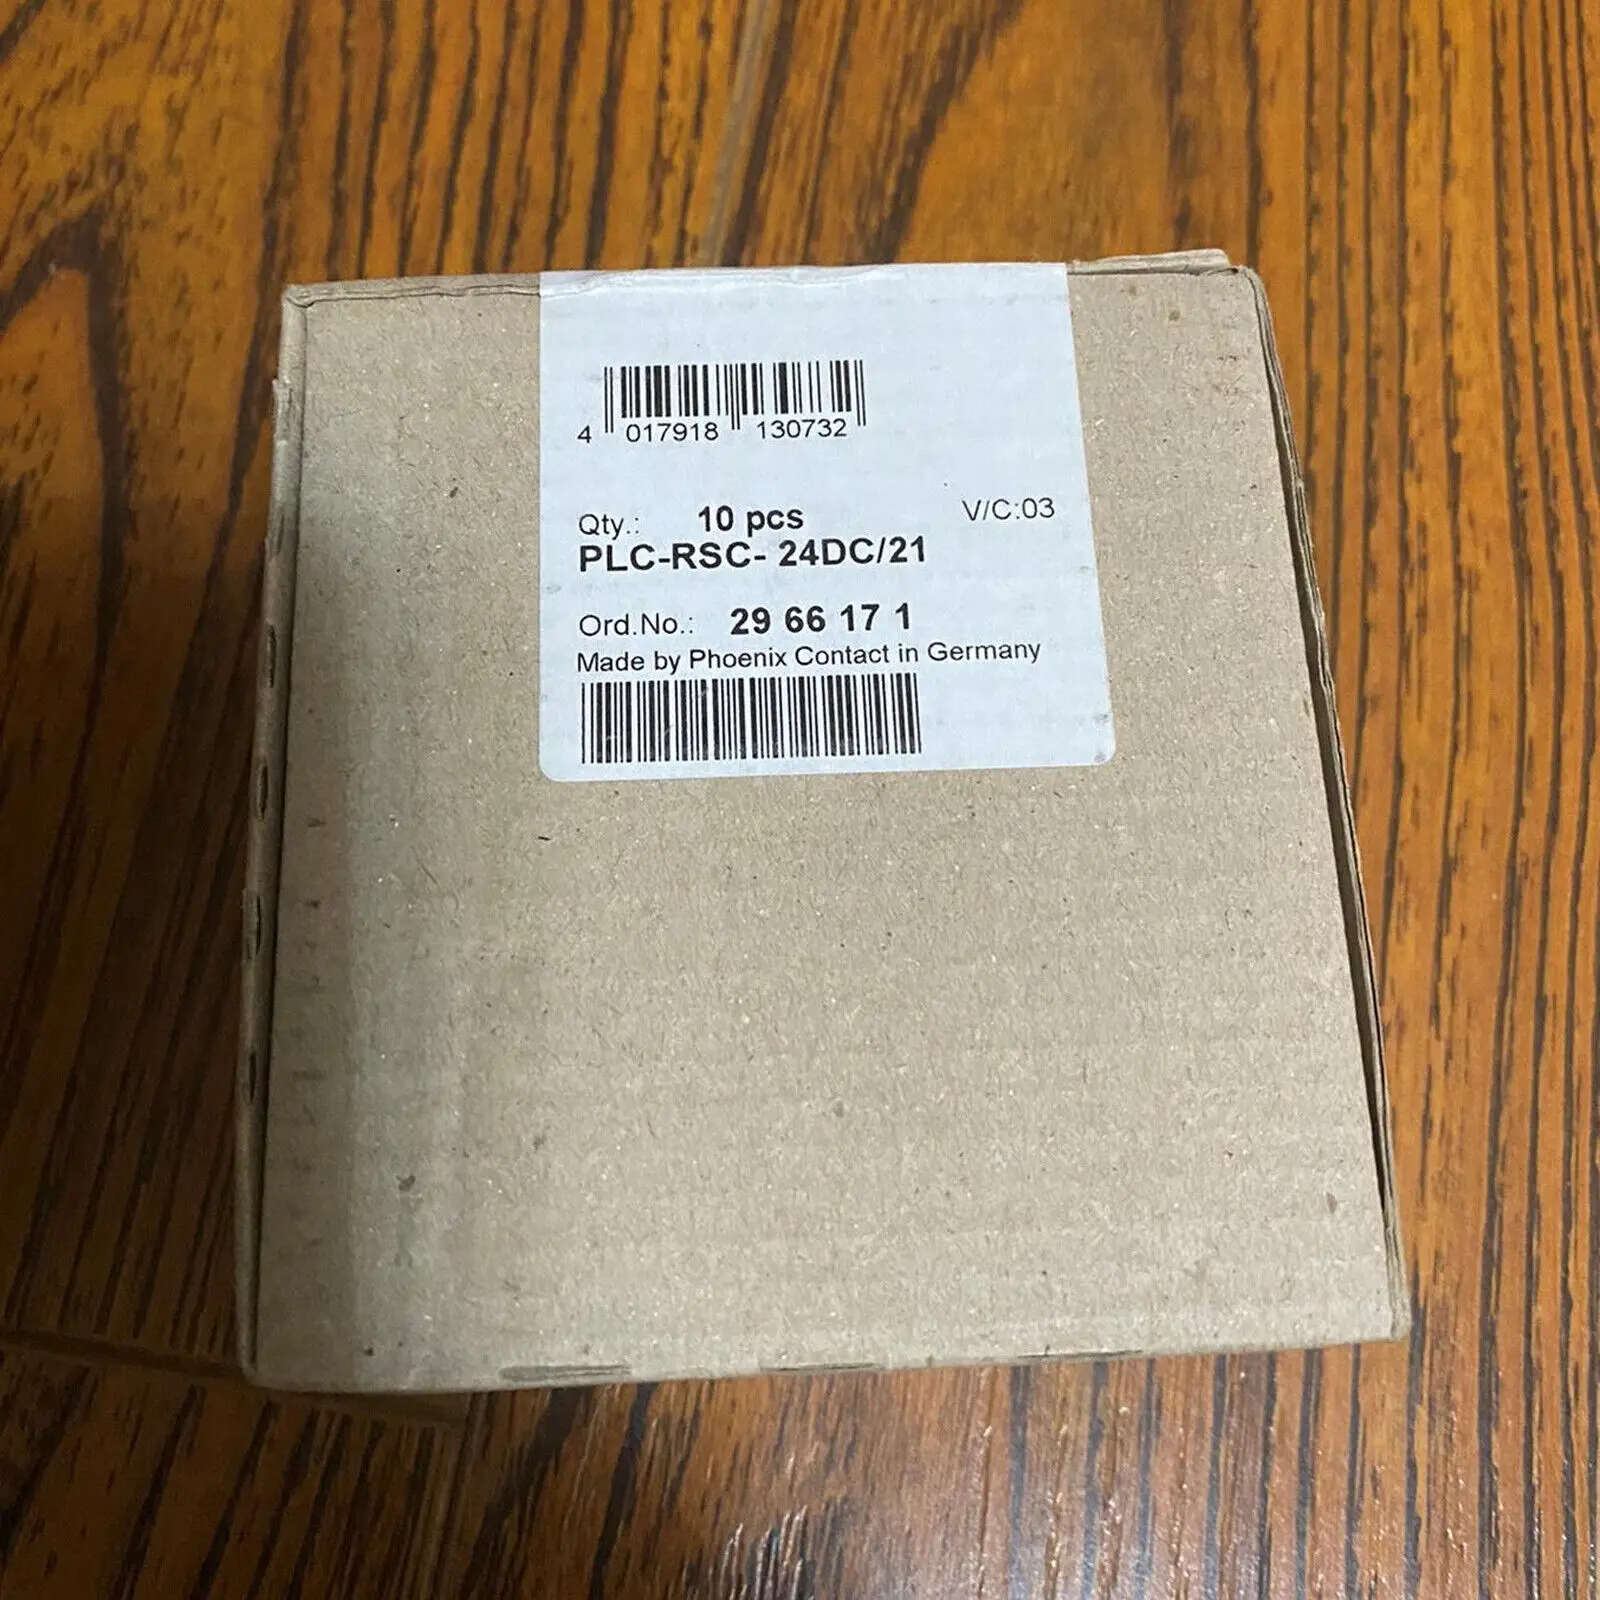 4 017918 130732
Qty.: 10 pcs V/C:03
PLC-RSC- 24DC/21
Ord.No.: 29 66 17 1
Made by Phoenix Contact in Germany